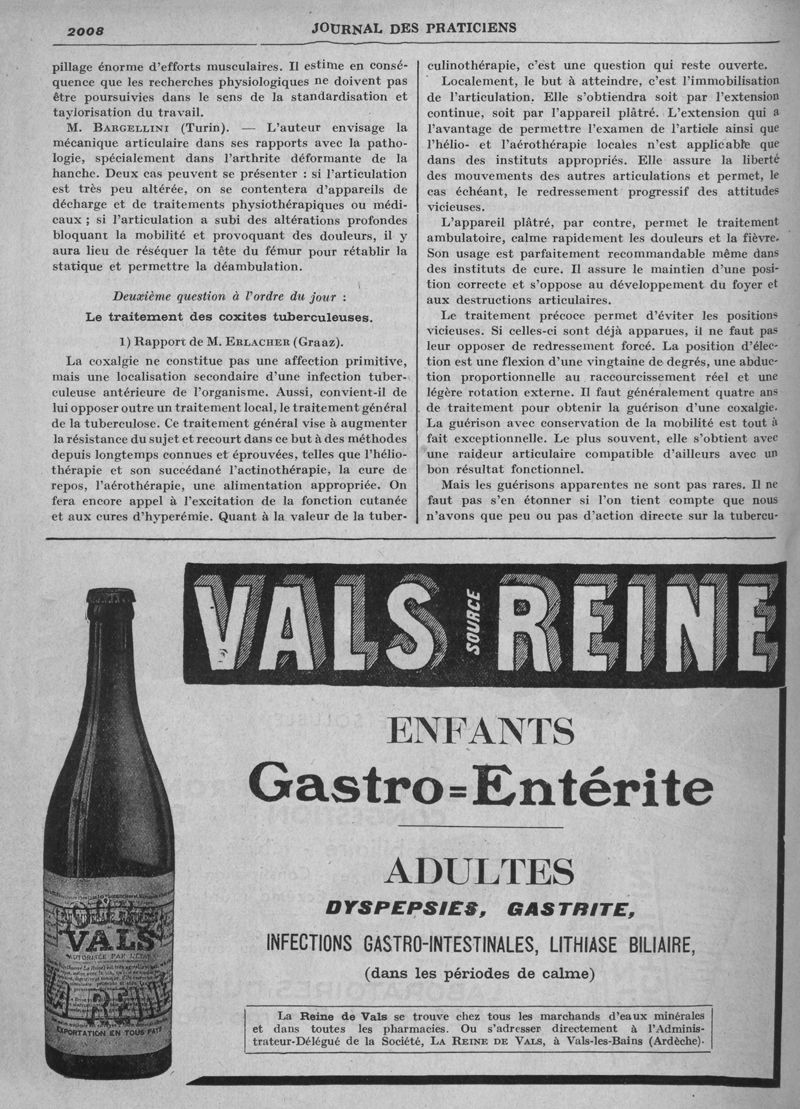 2008
JOURNAL DES PRATICIENS
pillage énorme d'efforts musculaires. Il estime en consé-
quence que les recherches physiologiques ne doivent pas
être poursuivies dans le sens de la standardisation et
taylorisation du travail.
M. BARGELLINI (Turin). — L'auteur envisage la
mécanique articulaire dans ses rapports avec la patho-
logie, spécialement dans l'arthrite déformante de la
hanche. Deux cas peuvent se présenter : si l'articulation
est très peu altérée, on se contentera d'appareils de
décharge et de traitements physiothérapiques ou médi-
caux ; si l'articulation a subi des altérations profondes
bloquant la mobilité et provoquant des douleurs, il y
aura lieu de réséquer la tête du fémur pour rétablir la
statique et permettre la déambulation.
Deuxième question à l'ordre du jour :
Le traitement des coxites tuberculeuses.
1) Rapport de M. ERLACHER (Graaz).
La coxalgie ne constitue pas une affection primitive,
mais une localisation secondaire d'une infection tuber-
culeuse antérieure de l'organisme. Aussi, convient-il de
lui opposer outre un traitement local, le traitement général
de la tuberculose. Ce traitement général vise à augmenter
la résistance du sujet et recourt dans ce but à des méthodes
depuis longtemps connues et éprouvées, telles que l'hélio-
thérapie et son succédané l'actinothérapie, la cure de
repos, l'aérothérapie, une alimentation appropriée. On
fera encore appel à l'excitation de la fonction cutanée
et aux cures d'hyperémie. Quant à la valeur de la tuber-
culinothérapie, c'est une question qui reste ouverte.
Localement, le but à atteindre, c'est l'immobilisation
de l'articulation. Elle s'obtiendra soit par l'extension
continue, soit par l'appareil plâtré. L'extension qui a
l'avantage de permettre l'examen de l'article ainsi que
l'hélio- et l'aérothérapie locales n'est applicable que
dans des instituts appropriés. Elle assure la liberté
des mouvements des autres articulations et permet, le
cas échéant, le redressement progressif des attitudes
vicieuses.
L'appareil plâtré, par contre, permet le traitement
ambulatoire, calme rapidement les douleurs et la fièvre.
Son usage est parfaitement recommandable même dans
des instituts de cure. Il assure le maintien d'une posi-
tion correcte et s'oppose au développement du foyer et
aux destructions articulaires.
Le traitement précoce permet d'éviter les positions
vicieuses. Si celles-ci sont déjà apparues, il ne faut pas
leur opposer de redressement forcé. La position d'élec-
tion est une flexion d'une vingtaine de degrés, une abduc-
tion proportionnelle au raccourcissement réel et une
légère rotation externe. Il faut généralement quatre ans
de traitement pour obtenir la guérison d'une coxalgie.
La guérison avec conservation de la mobilité est tout à
fait exceptionnelle. Le plus souvent, elle s'obtient avec
une raideur articulaire compatible d'ailleurs avec un
bon résultat fonctionnel.
Mais les guérisons apparentes ne sont pas rares. Il ne
faut pas s'en étonner si l'on tient compte que nous
n'avons que peu ou pas d'action directe sur la tubercu-
VALS SOURCE REINE
ENFANTS
Gastro=Entérite
ADULTES
DYSPEPSIES, GASTRITE,
INFECTIONS GASTRO-INTESTINALES, LITHIASE BILIAIRE,
(dans les périodes de calme)
La Reine de Vals se trouve chez tous les marchands d'eaux minérales
et dans toutes les pharmacies. Ou s'adresser directement à l'Adminis-
trateur-Délégué de la Société, LA REINE DE VALS, à Vals-les-Bains (Ardèche).
VALS
AUTORISÉE PAR L'ÉTAT
LA REINE
EXPORTATION EN TOUS PAYS